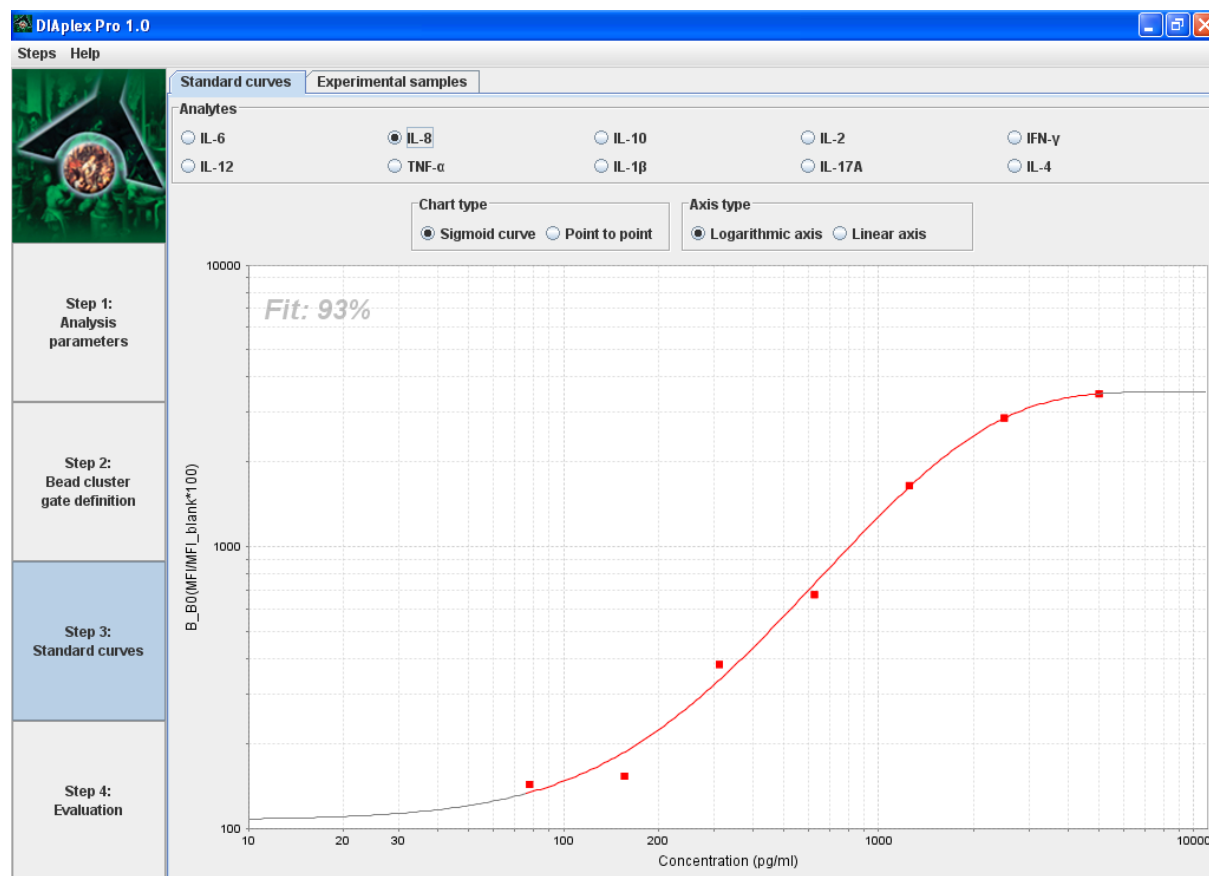 DIAplex Pro 1.0
Steps Help
Standard curves Experimental samples
Analytes
IL-6 IL-8 IL-10 IL-2 IFN-γ
IL-12 TNF-α IL-1β IL-17A IL-4
Chart type Axis type
Sigmoid curve Point to point Logarithmic axis Linear axis
Step 1:
Analysis
parameters
Step 2:
Bead cluster
gate definition
Step 3:
Standard curves
Step 4:
Evaluation
Fit: 93%
B_B0(MFI/MFI_blank*100)
10000
1000
100
10 20 30 100 200 1000 2000 10000
Concentration (pg/ml)